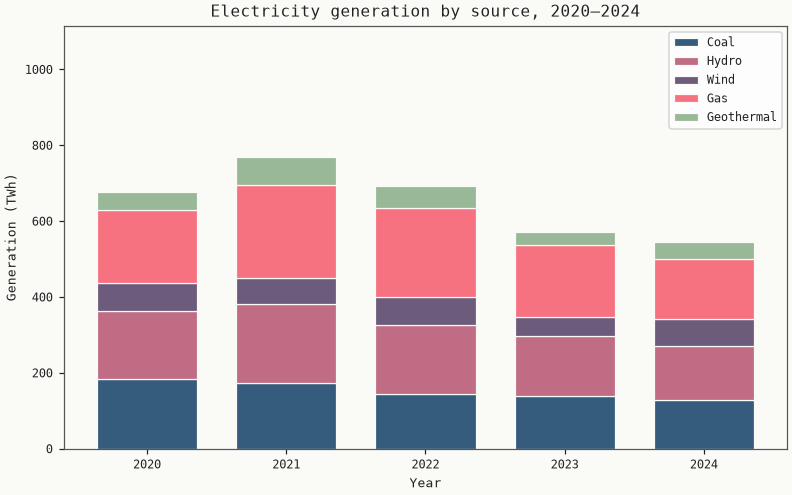 Electricity generation by source, 2020–2024
Coal
Hydro
Wind
Gas
Geothermal
1000
800
600
400
200
0
Generation (TWh)
2020 2021 2022 2023 2024
Year